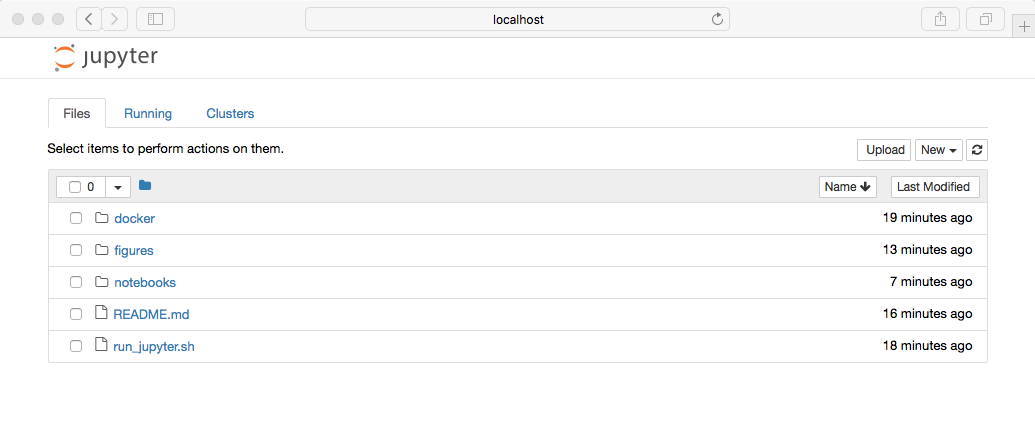 localhost
jupyter
Files Running Clusters
Select items to perform actions on them. Upload New
0 Name Last Modified
docker 19 minutes ago
figures 13 minutes ago
notebooks 7 minutes ago
README.md 16 minutes ago
run_jupyter.sh 18 minutes ago